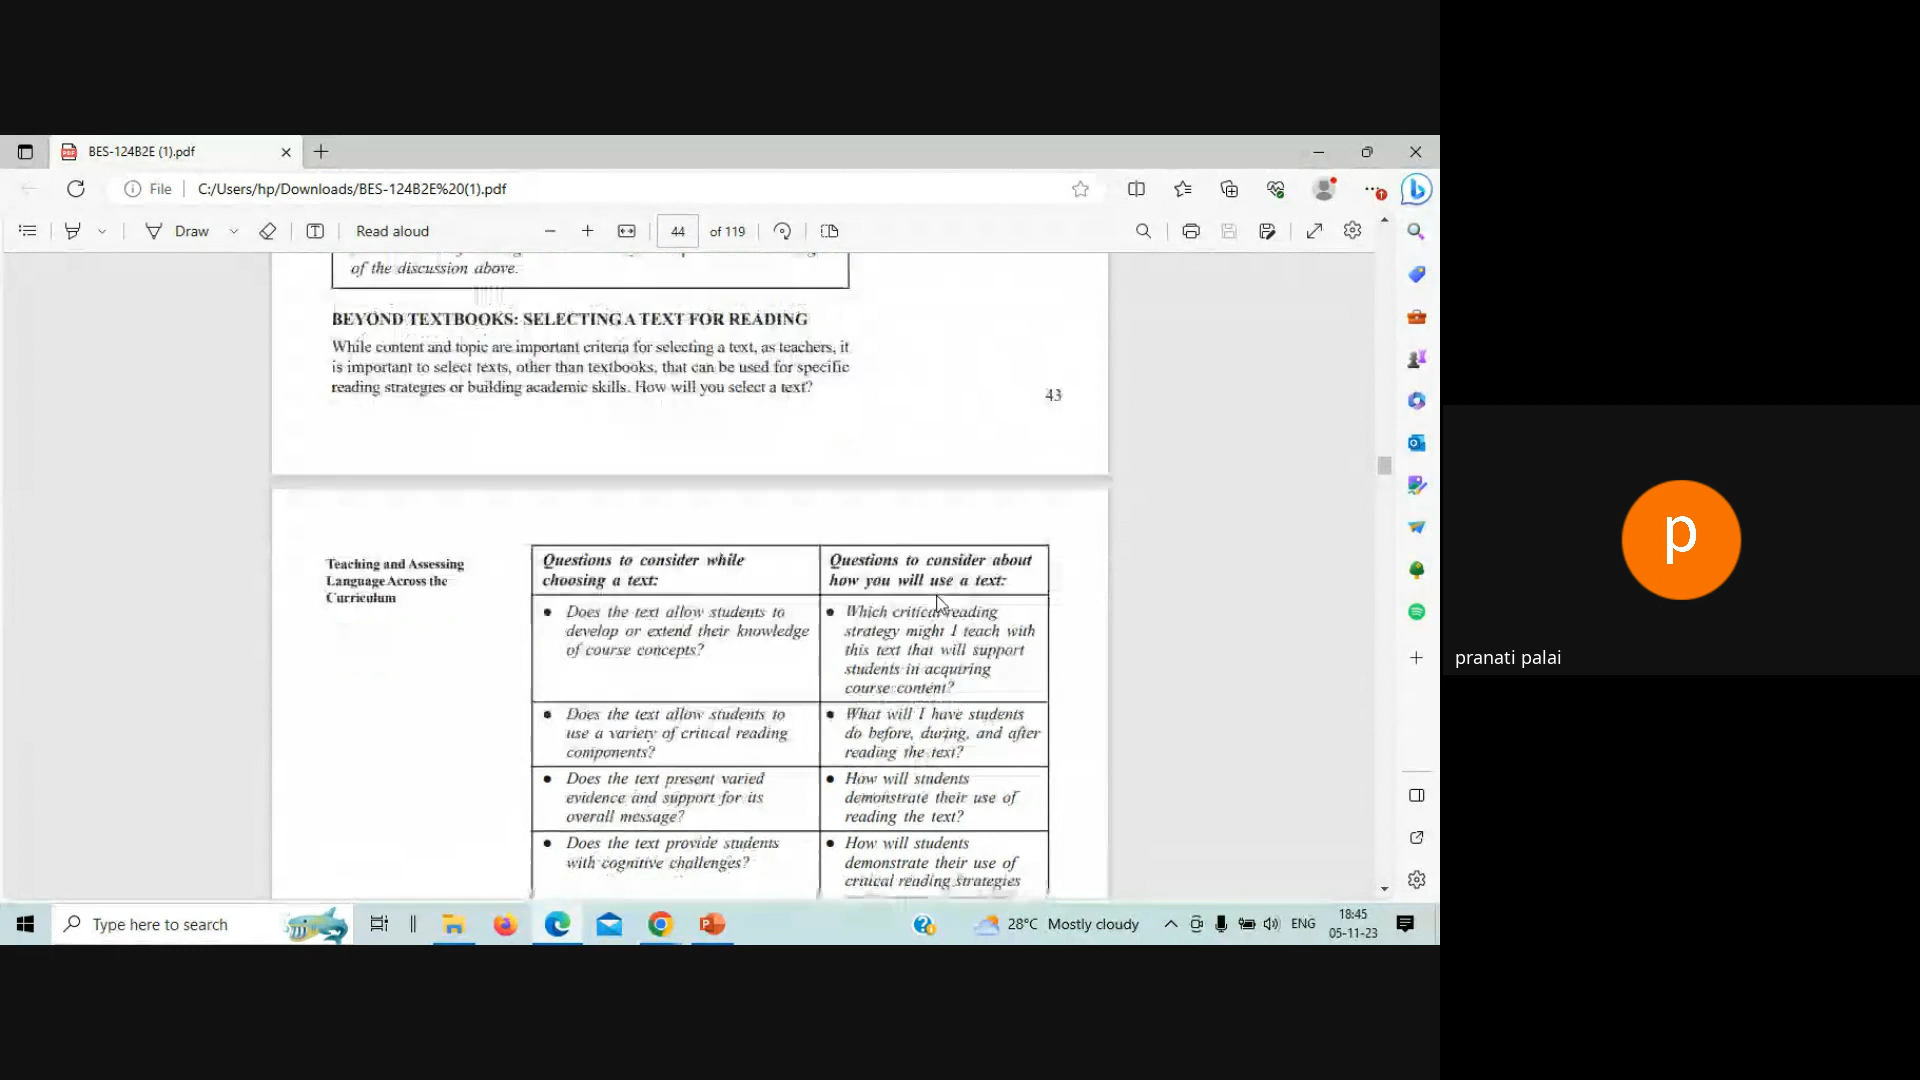 BES-124B2E (1).pdf
File
C:/Users/hp/Downloads/BES-124B2E%20(1).pdf
Draw
Read aloud
44
of 119
of the discussion above.
BEYOND TEXTBOOKS: SELECTING A TEXT FOR READING
While content and topic are important criteria for selecting a text, as teachers, it
is important to select texts, other than textbooks, that can be used for specific
reading strategies or building academic skills. How will you select a text?
43
Teaching and Assessing
Language Across the
Curriculum
Questions to consider while
choosing a text:
Questions to consider about
how you will use a text:
• Does the text allow students to
develop or extend their knowledge
of course concepts?
• Which critical reading
strategy might I teach with
this text that will support
students in acquiring
course content?
• Does the text allow students to
use a variety of critical reading
components?
• What will I have students
do before, during, and after
reading the text?
• Does the text present varied
evidence and support for its
overall message?
• How will students
demonstrate their use of
reading the text?
• Does the text provide students
with cognitive challenges?
• How will students
demonstrate their use of
critical reading strategies
p
pranati palai
Type here to search
28°C Mostly cloudy
ENG
18:45
05-11-23